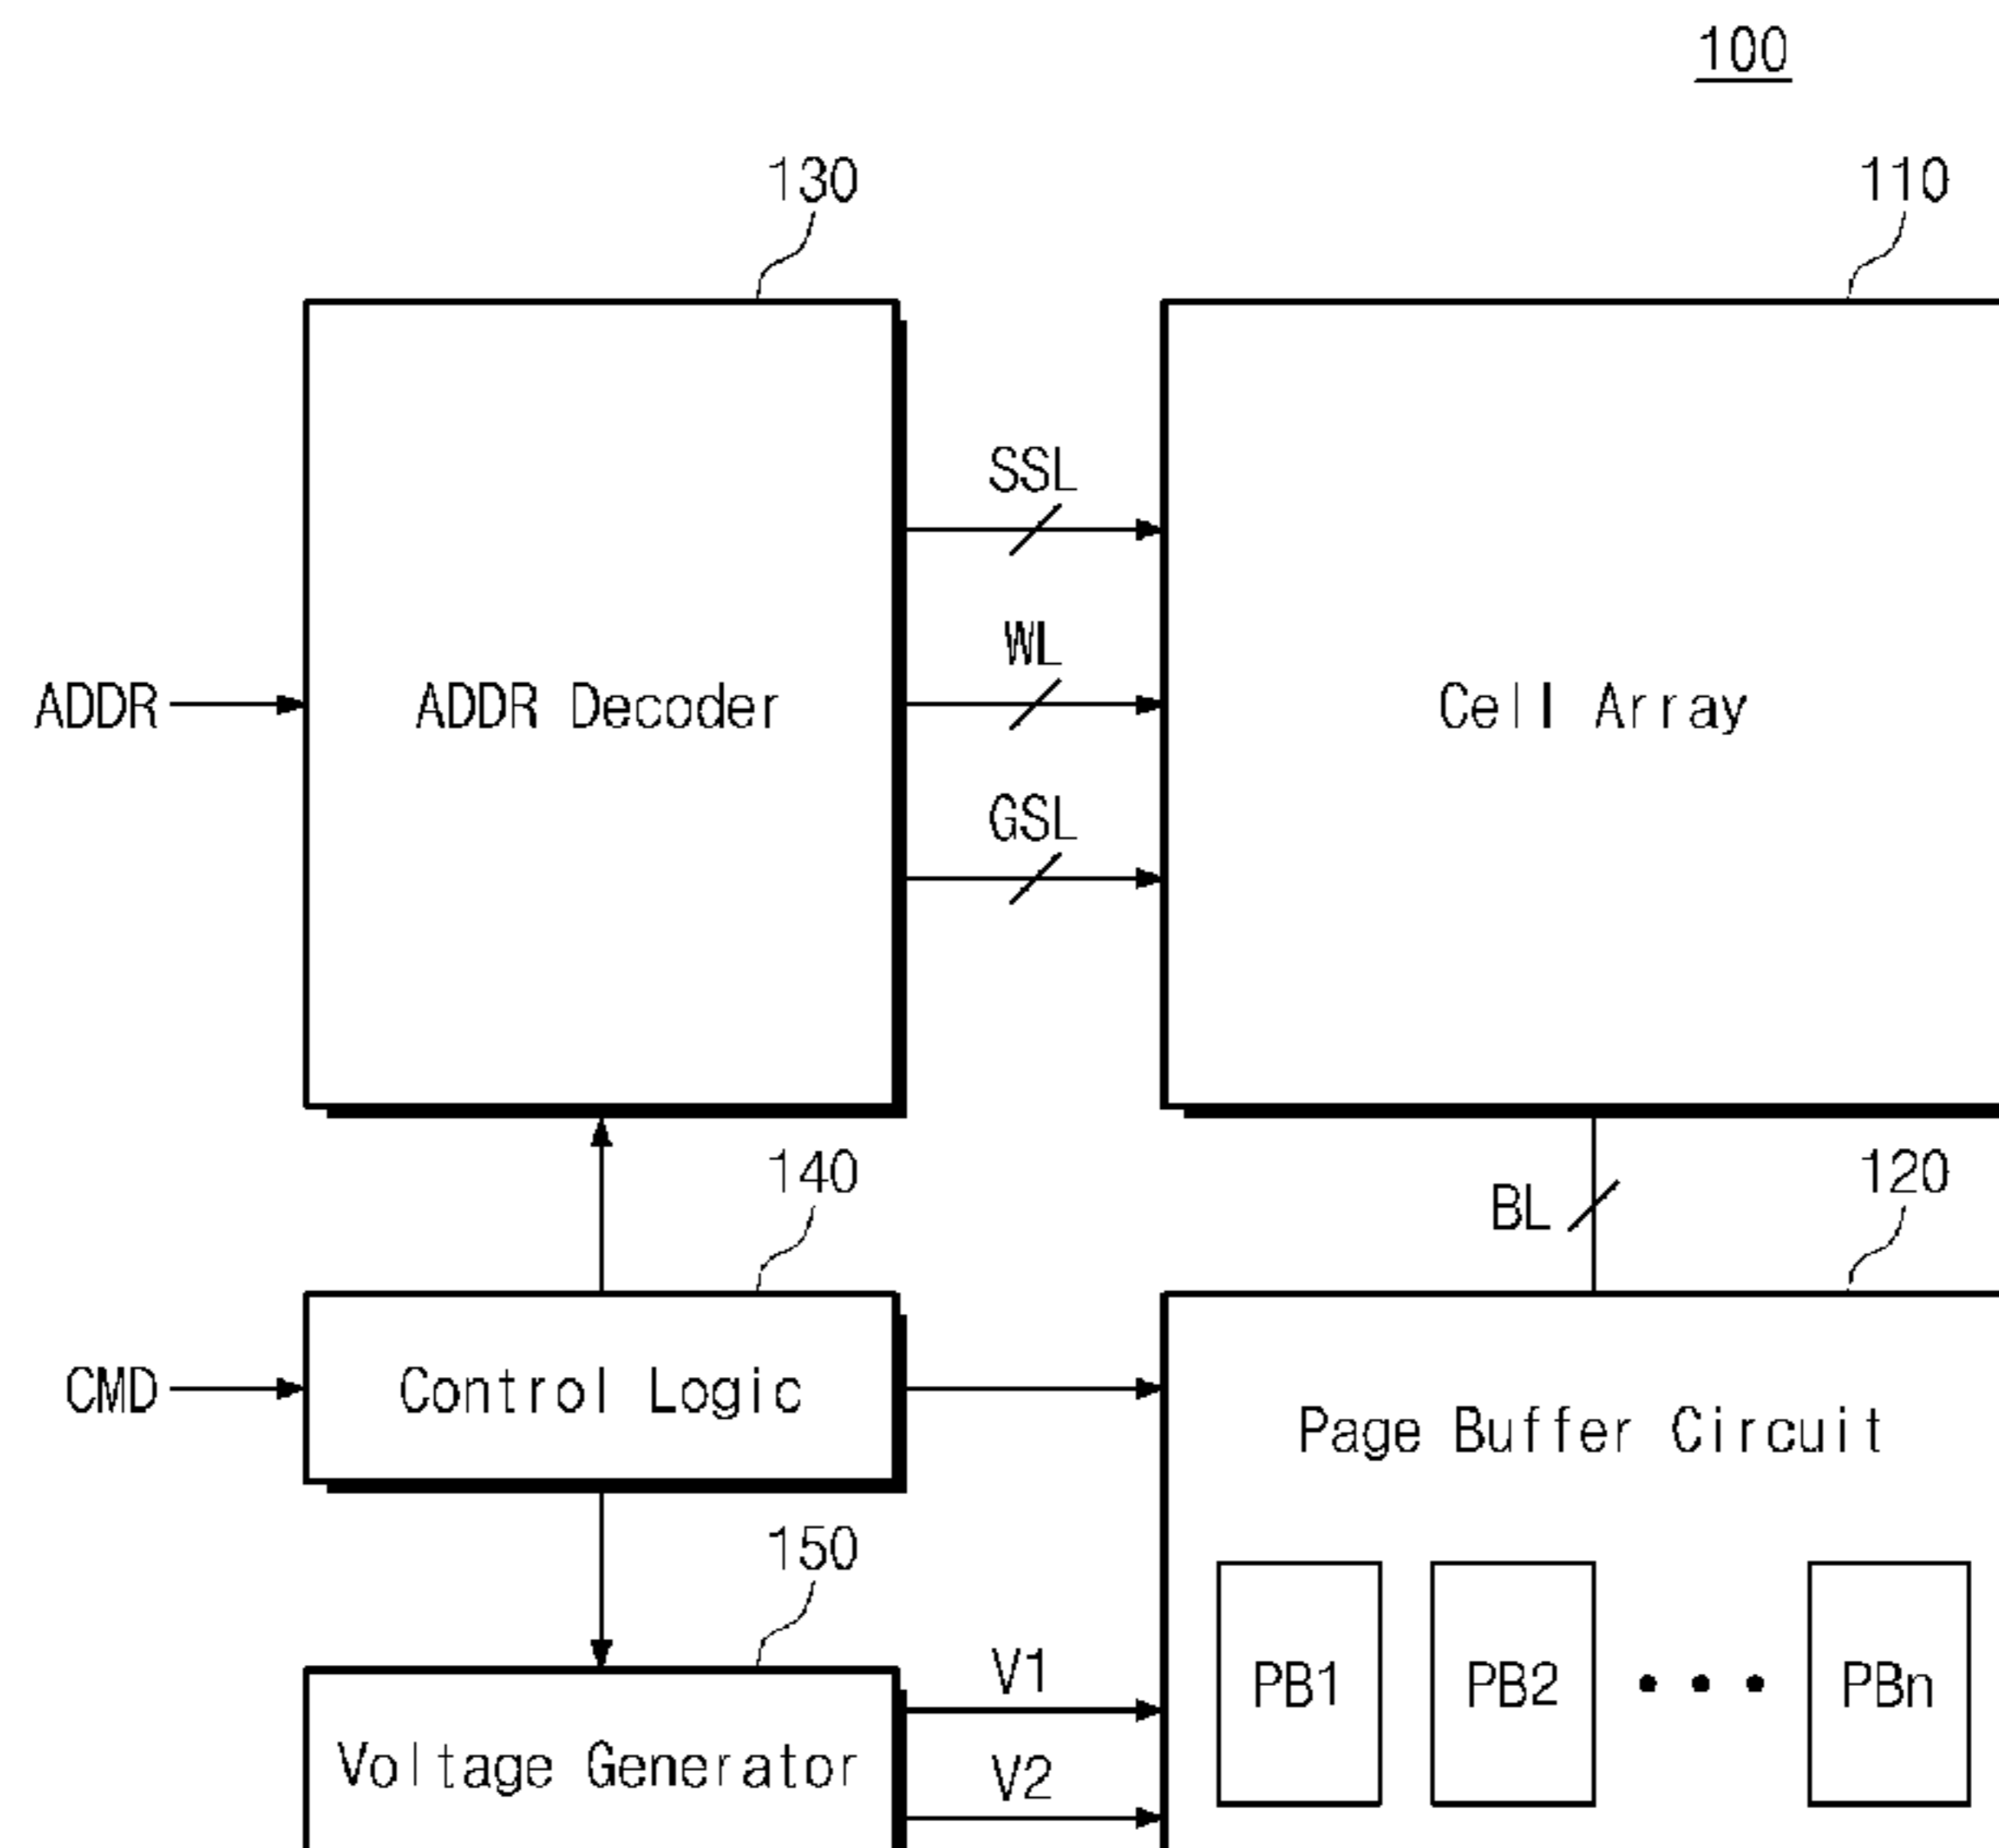 100
130
110
SSL
WL
ADDR
ADDR Decoder
Cell Array
GSL
140
120
BL
CMD
Control Logic
Page Buffer Circuit
150
V1
PB1
PB2
• • •
PBn
Voltage Generator
V2